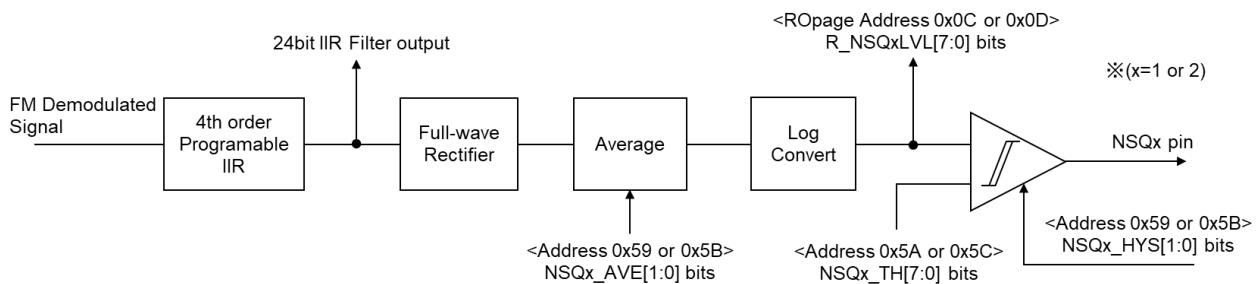 <ROpage Address 0x0C or 0x0D>
R_NSQxLVL[7:0] bits
24bit IIR Filter output
※(x=1 or 2)
FM Demodulated
Signal
4th order
Programable
IIR
Full-wave
Rectifier
Average
Log
Convert
NSQx pin
<Address 0x59 or 0x5B>
NSQx_AVE[1:0] bits
<Address 0x5A or 0x5C>
NSQx_TH[7:0] bits
<Address 0x59 or 0x5B>
NSQx_HYS[1:0] bits